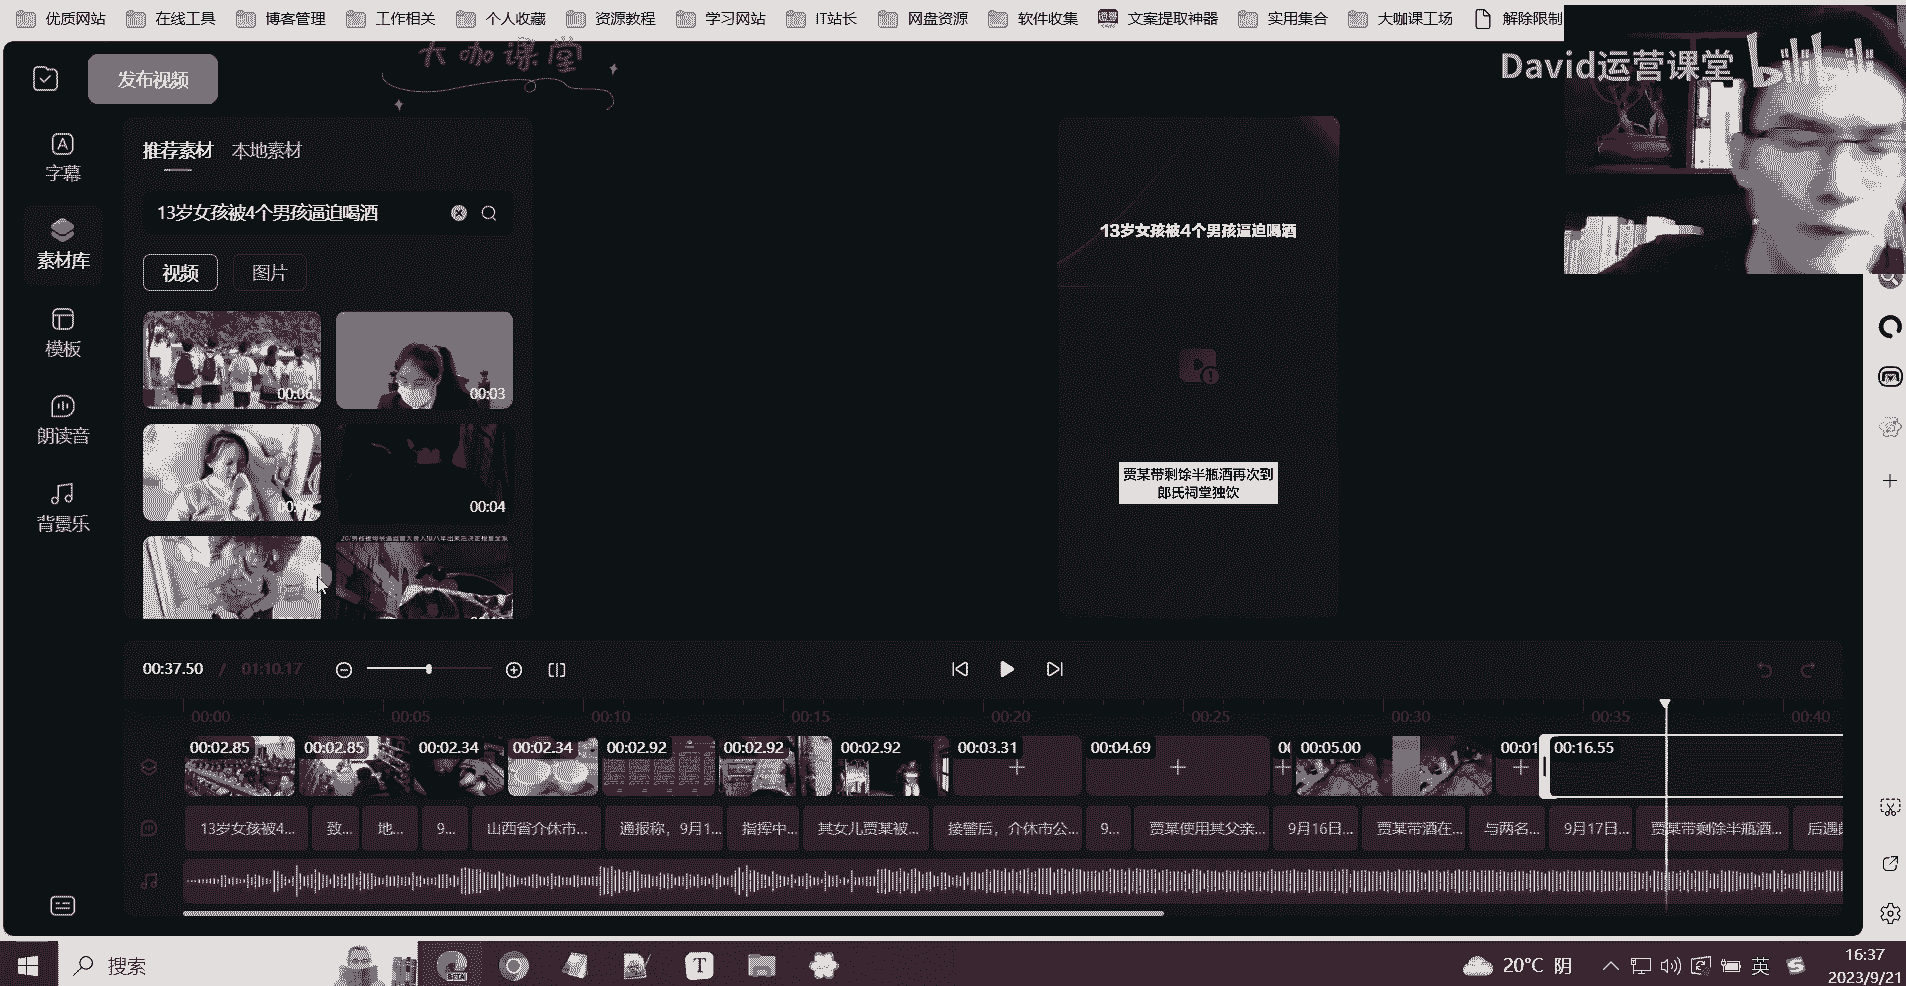 优质网站 在线工具 博客管理 工作相关 个人收藏 资源教程 学习网站 IT站长 网盘资源 软件收集 文案提取神器 实用集合 大咖课工场 解除限制
大咖课堂
David运营课堂 bilibili
发布视频
字幕
素材库
模板
朗读音
背景乐
推荐素材 本地素材
13岁女孩被4个男孩逼迫喝酒
视频 图片
00:06 00:03
00:04
13岁女孩被4个男孩逼迫喝酒
贾某带剩馀半瓶酒再次到
郎氏祠堂独饮
00:37.50 / 01:10.17
00:00 00:05 00:10 00:15 00:20 00:25 00:30 00:35 00:40
00:02.85 00:02.85 00:02.34 00:02.34 00:02.92 00:02.92 00:02.92 00:03.31 00:04.69 00:05.00 00:01 00:16.55
13岁女孩被4... 致... 地... 9... 山西省介休市... 通报称，9月1... 指挥中... 其女儿贾某被... 接警后，介休市公... 9... 贾某使用其父亲... 9月16日... 贾某带酒在... 与两名... 9月17日... 贾某带剩馀半瓶酒... 后遇
搜索
BETA
T
20°C 阴
英
16:37
2023/9/21